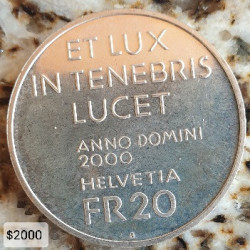 ET LUX
IN TENEBRIS
LUCET
ANNO DOMINI
2000
HELVETIA
FR20
B
$2000